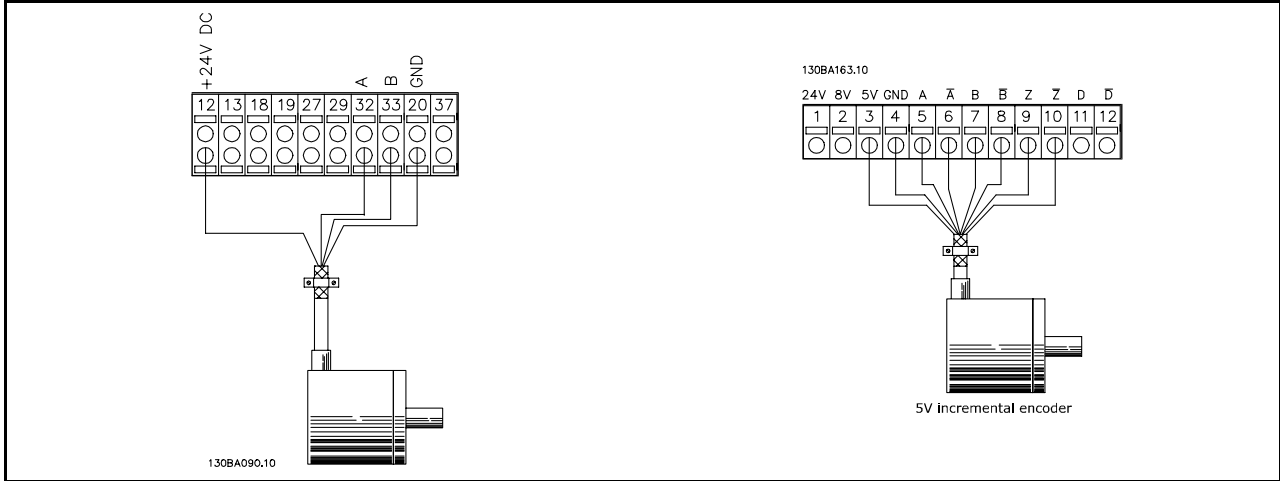 +24V DC
A
B
GND
12 13 18 19 27 29 32 33 20 37
130BA090.10
130BA163.10
24V 8V 5V GND A A̅ B B̅ Z Z̅ D D̅
1 2 3 4 5 6 7 8 9 10 11 12
5V incremental encoder